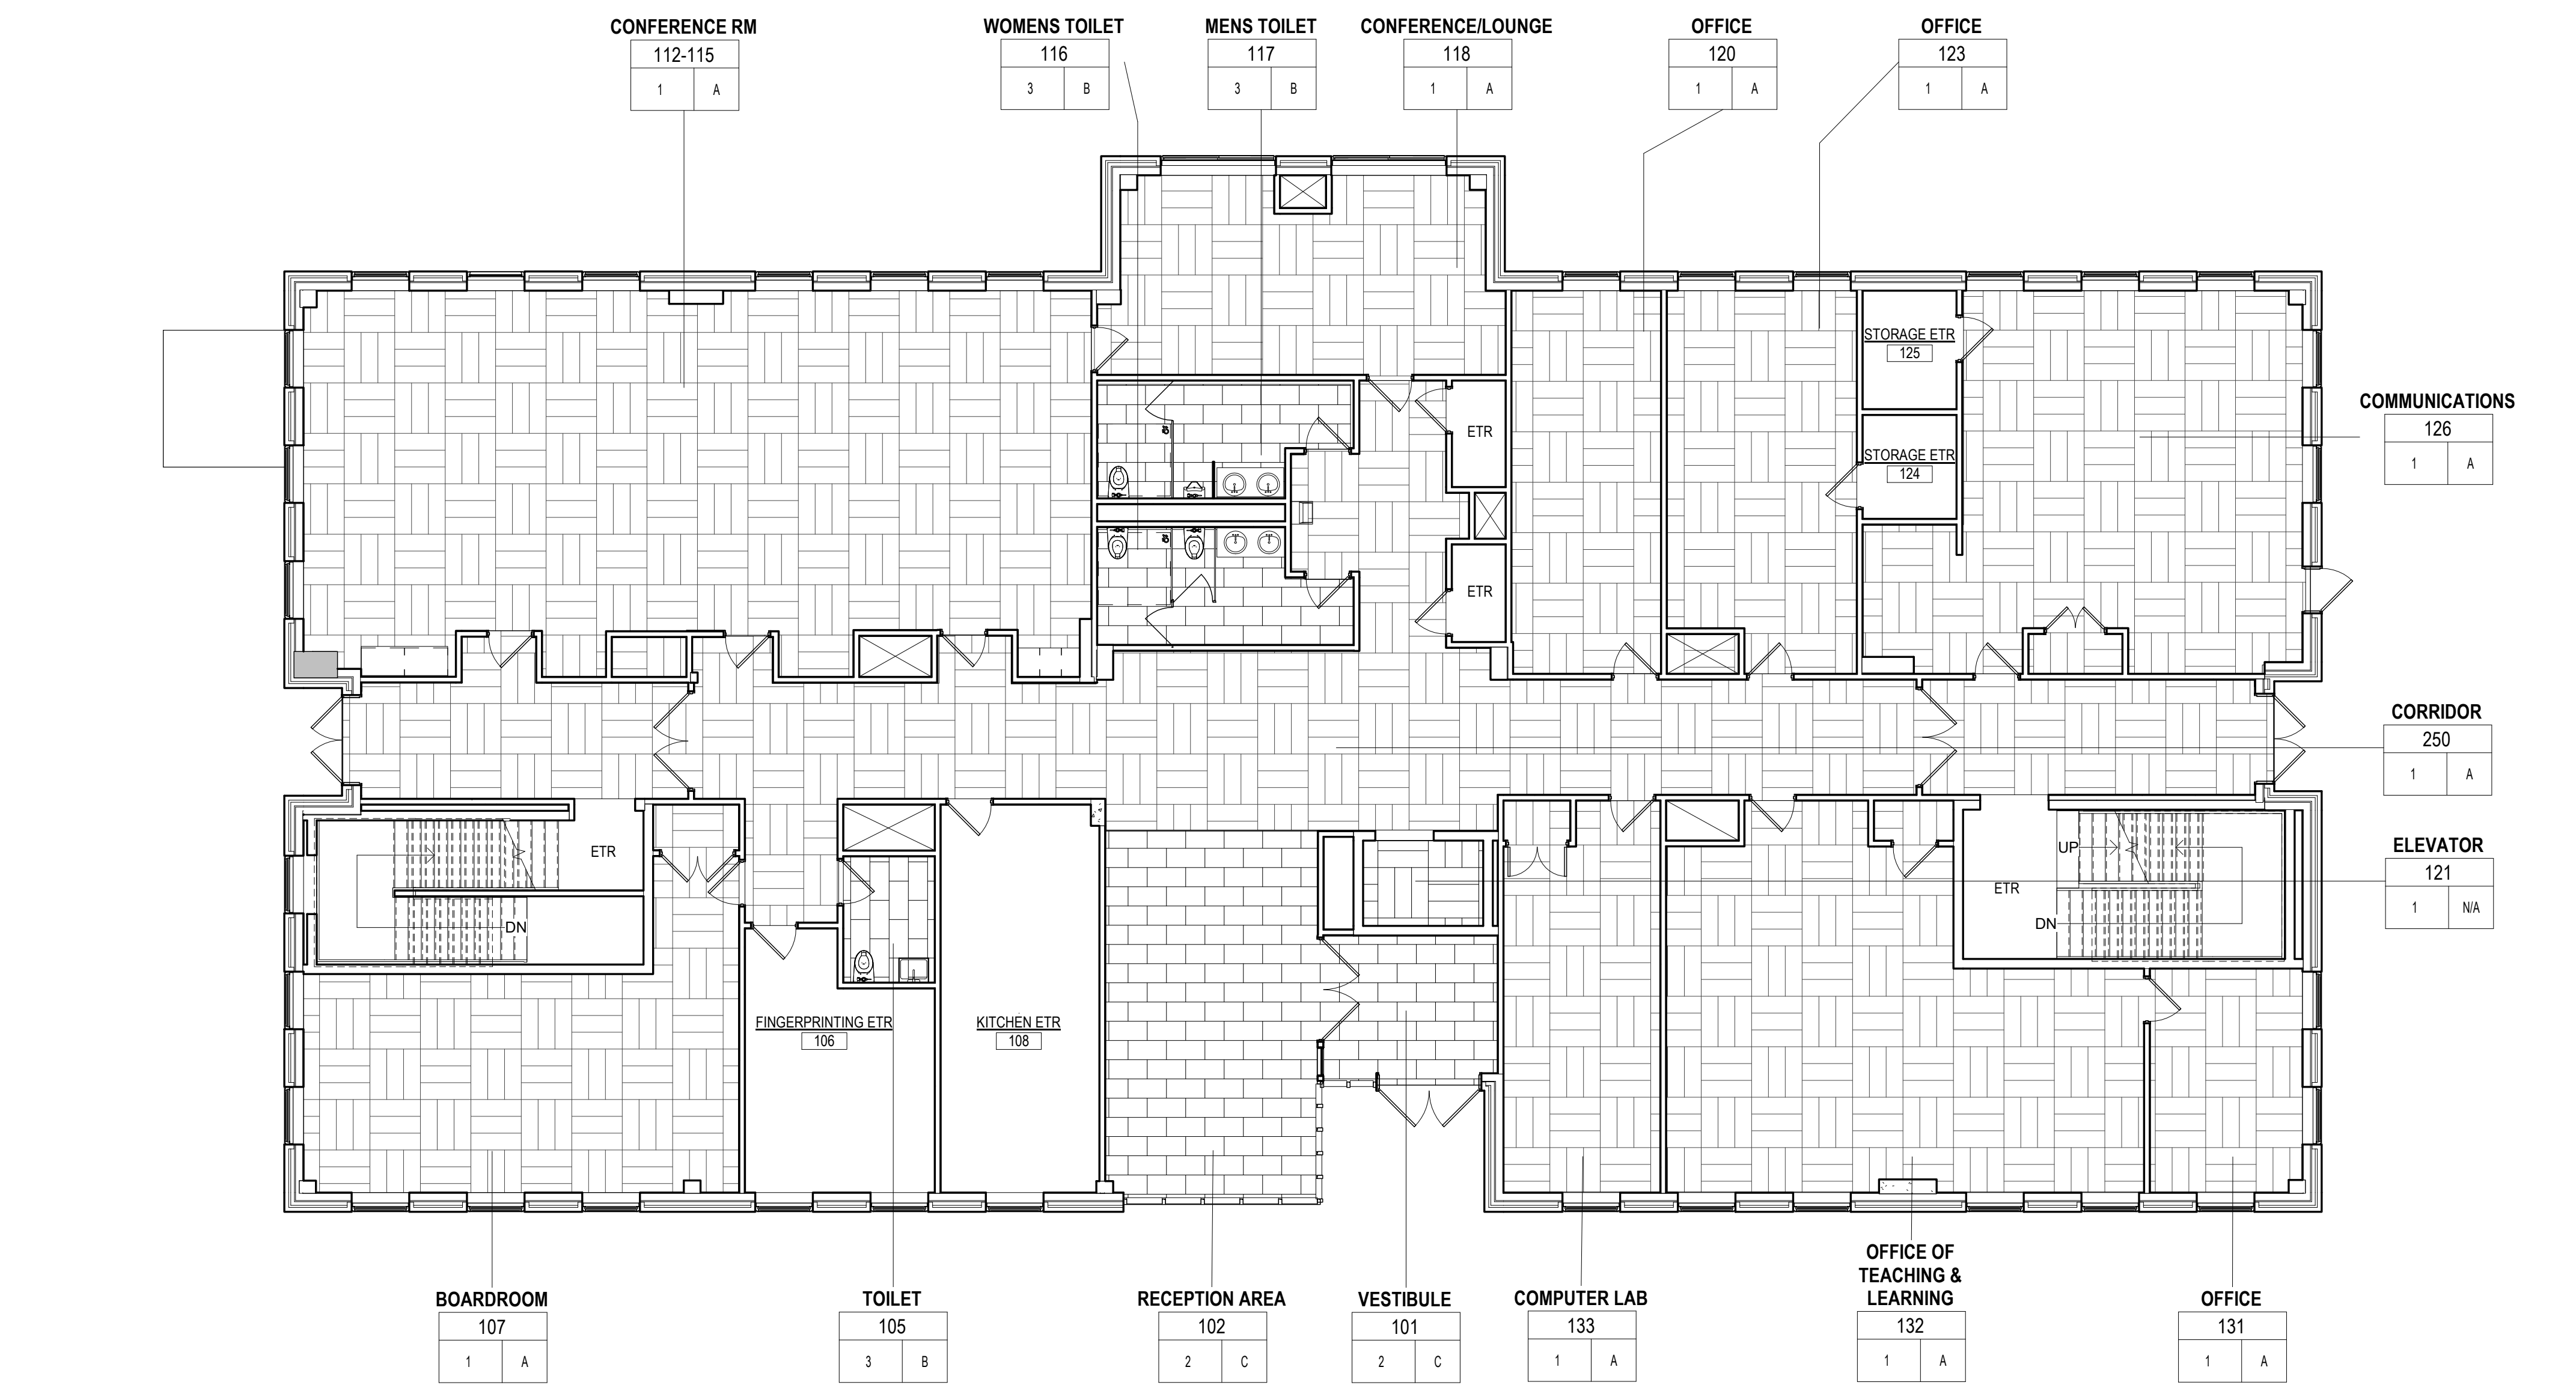 CONFERENCE RM
112-115
1 A
WOMENS TOILET
116
3 B
MENS TOILET
117
3 B
CONFERENCE/LOUNGE
118
1 A
OFFICE
120
1 A
OFFICE
123
1 A
STORAGE ETR
125
ETR
STORAGE ETR
124
ETR
COMMUNICATIONS
126
1 A
CORRIDOR
250
1 A
ELEVATOR
121
1 N/A
ETR
DN
UP
ETR
DN
FINGERPRINTING ETR
106
KITCHEN ETR
108
BOARDROOM
107
1 A
TOILET
105
3 B
RECEPTION AREA
102
2 C
VESTIBULE
101
2 C
COMPUTER LAB
133
1 A
OFFICE OF
TEACHING &
LEARNING
132
1 A
OFFICE
131
1 A